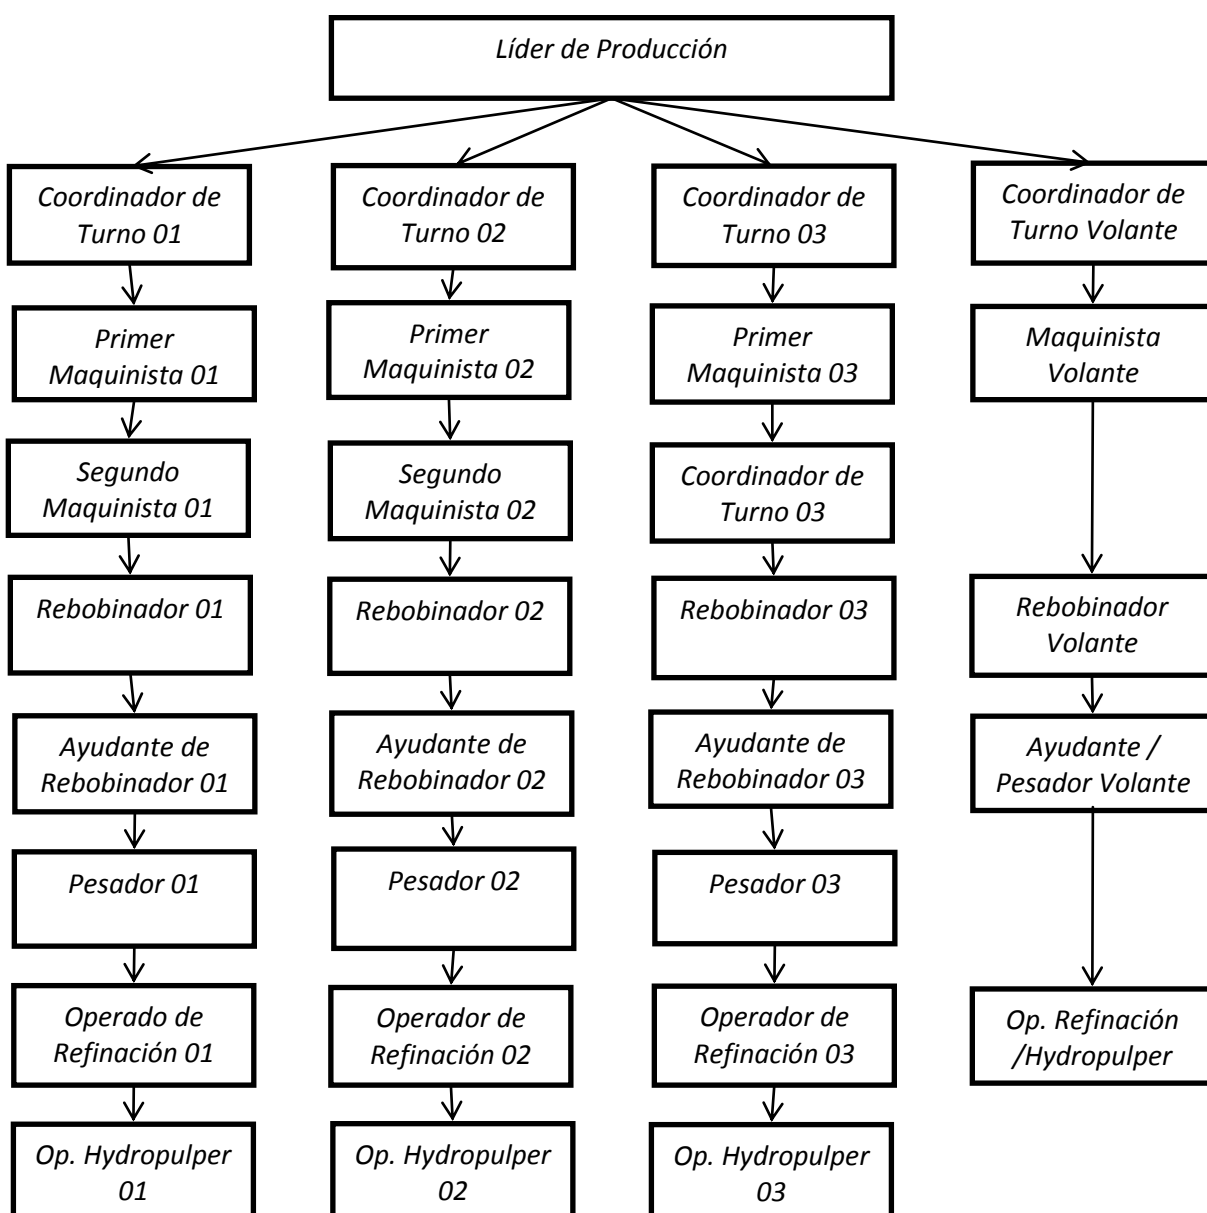 Líder de Producción
Coordinador de
Turno 01
Coordinador de
Turno 02
Coordinador de
Turno 03
Coordinador de
Turno Volante
Primer
Maquinista 01
Primer
Maquinista 02
Primer
Maquinista 03
Maquinista
Volante
Segundo
Maquinista 01
Segundo
Maquinista 02
Coordinador de
Turno 03
Rebobinador 01
Rebobinador 02
Rebobinador 03
Rebobinador
Volante
Ayudante de
Rebobinador 01
Ayudante de
Rebobinador 02
Ayudante de
Rebobinador 03
Ayudante /
Pesador Volante
Pesador 01
Pesador 02
Pesador 03
Operado de
Refinación 01
Operador de
Refinación 02
Operador de
Refinación 03
Op. Refinación
/Hydropulper
Op. Hydropulper
01
Op. Hydropulper
02
Op. Hydropulper
03